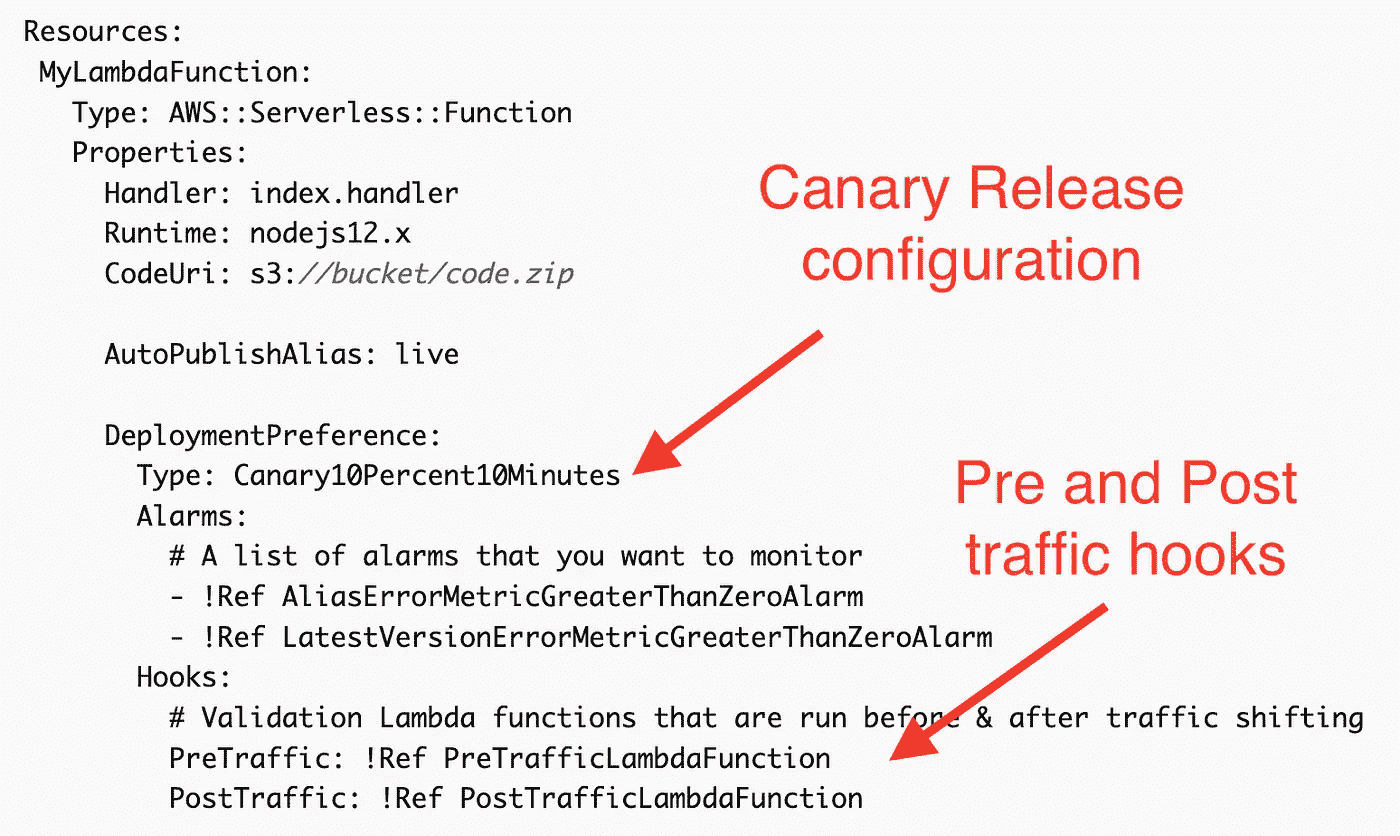 Resources:
MyLambdaFunction:
Type: AWS::Serverless::Function
Properties:
Handler: index.handler
Runtime: nodejs12.x
CodeUri: s3://bucket/code.zip
AutoPublishAlias: live
DeploymentPreference:
Type: Canary10Percent10Minutes
Alarms:
# A list of alarms that you want to monitor
- !Ref AliasErrorMetricGreaterThanZeroAlarm
- !Ref LatestVersionErrorMetricGreaterThanZeroAlarm
Hooks:
# Validation Lambda functions that are run before & after traffic shifting
PreTraffic: !Ref PreTrafficLambdaFunction
PostTraffic: !Ref PostTrafficLambdaFunction
Canary Release
configuration
Pre and Post
traffic hooks